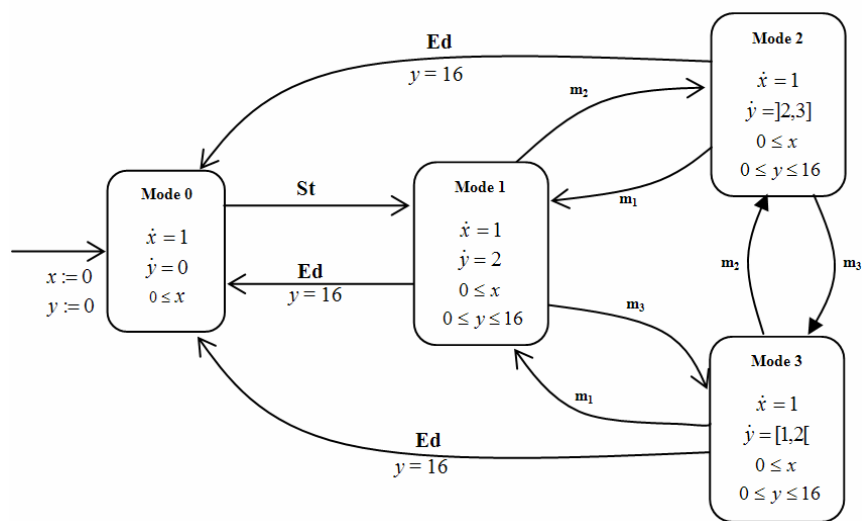 Mode 2
ẋ = 1
ẏ =]2,3]
0 ≤ x
0 ≤ y ≤ 16
Ed
y = 16
m₂
m₁
Mode 0
ẋ = 1
ẏ = 0
0 ≤ x
St
Mode 1
ẋ = 1
ẏ = 2
0 ≤ x
0 ≤ y ≤ 16
x := 0
y := 0
Ed
y = 16
m₂
m₃
m₃
m₁
Mode 3
ẋ = 1
ẏ = [1,2[
0 ≤ x
0 ≤ y ≤ 16
Ed
y = 16